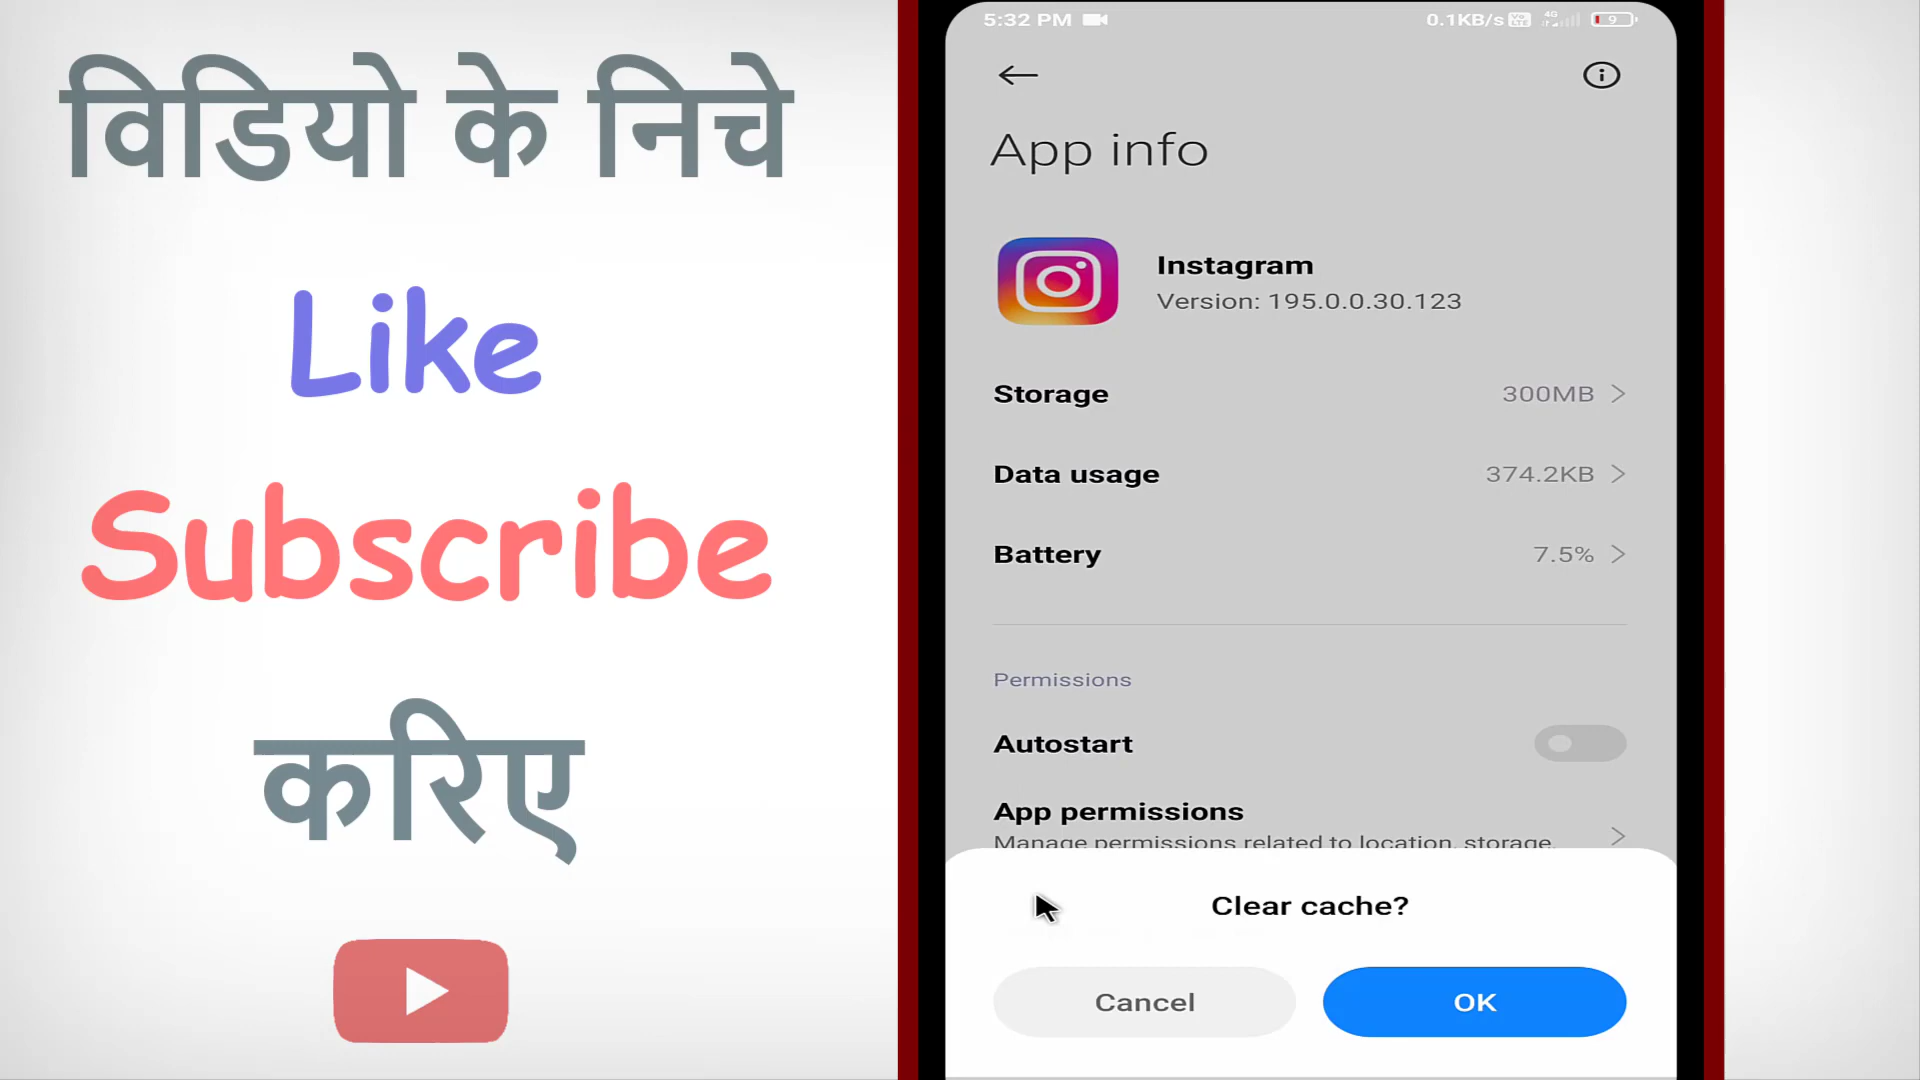 विडियो के निचे
Like
Subscribe
करिए
5:32 PM
0.1KB/s
4G
9
App info
Instagram
Version: 195.0.0.30.123
Storage
300MB
Data usage
374.2KB
Battery
7.5%
Permissions
Autostart
App permissions
Manage permissions related to location, storage,
Clear cache?
Cancel
OK